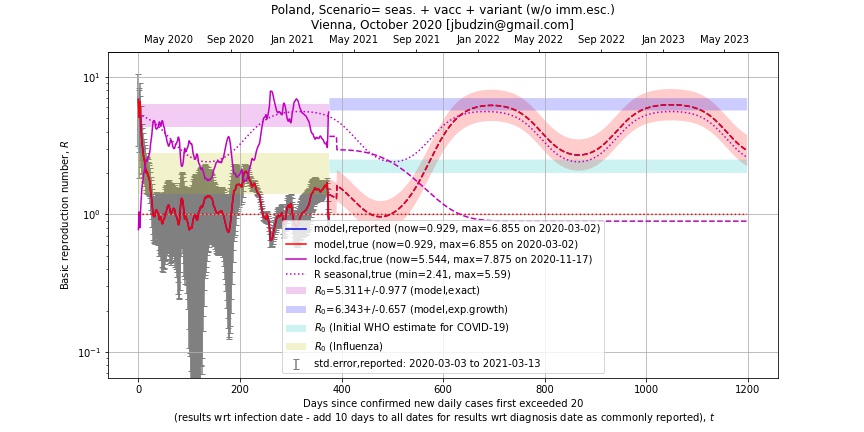 Poland, Scenario= seas. + vacc + variant (w/o imm.esc.)
Vienna, October 2020 [jbudzin@gmail.com]
May 2020 Sep 2020 Jan 2021 May 2021 Sep 2021 Jan 2022 May 2022 Sep 2022 Jan 2023 May 2023
Basic reproduction number, R
10¹
10⁰
10⁻¹
model,reported (now=0.929, max=6.855 on 2020-03-02)
model,true (now=0.929, max=6.855 on 2020-03-02)
lockd.fac,true (now=5.544, max=7.875 on 2020-11-17)
R seasonal,true (min=2.41, max=5.59)
R₀=5.311+/-0.977 (model,exact)
R₀=6.343+/-0.657 (model,exp.growth)
R₀ (Initial WHO estimate for COVID-19)
R₀ (Influenza)
std.error,reported: 2020-03-03 to 2021-03-13
0 200 400 600 800 1000 1200
Days since confirmed new daily cases first exceeded 20
(results wrt infection date - add 10 days to all dates for results wrt diagnosis date as commonly reported), t